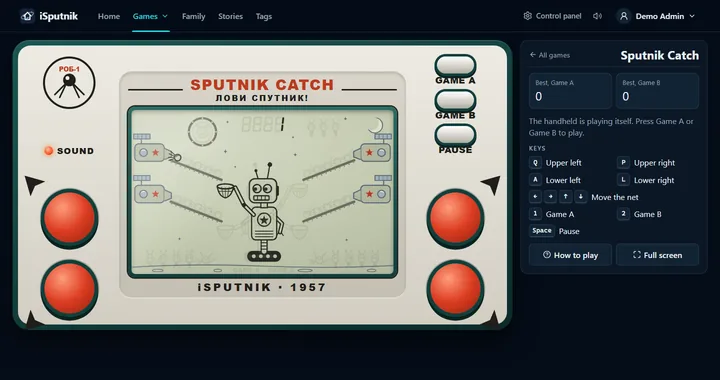 iSputnik
Home
Games
Family
Stories
Tags
Control panel
Demo Admin
РОБ-1
SPUTNIK CATCH
ЛОВИ СПУТНИК!
GAME A
GAME B
PAUSE
SOUND
1
iSPUTNIK · 1957
← All games
Sputnik Catch
Best, Game A
0
Best, Game B
0
The handheld is playing itself. Press Game A or
Game B to play.
KEYS
Q Upper left
P Upper right
A Lower left
L Lower right
← → ↑ ↓ Move the net
1 Game A
2 Game B
Space Pause
How to play
Full screen